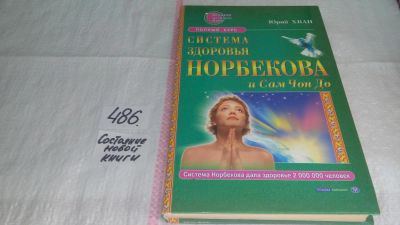 Юрий ХВАН
ПОЛНЫЙ КУРС
СИСТЕМА
ЗДОРОВЬЯ
НОРБЕКОВА
и Сам Чон До
Система Норбекова дала здоровье 2 000 000 человек
486.
Состояние
новой
книги